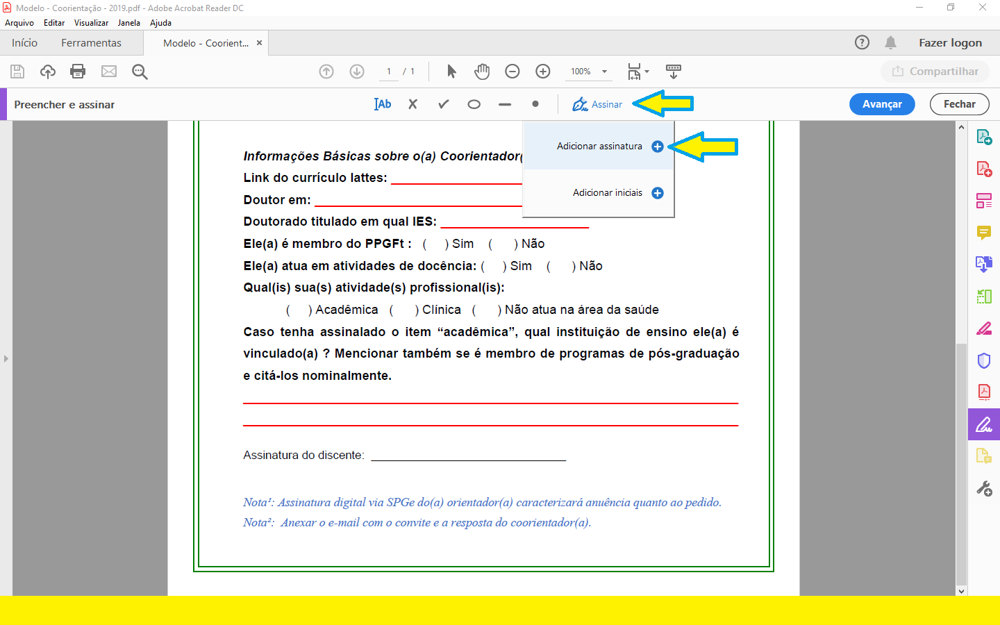 Modelo - Coorientação - 2019.pdf - Adobe Acrobat Reader DC
Arquivo Editar Visualizar Janela Ajuda
Início Ferramentas Modelo - Coorient... × Fazer logon
1 / 1 100% Compartilhar
Preencher e assinar Ab Assinar Avançar Fechar
Adicionar assinatura
Adicionar iniciais
Informações Básicas sobre o(a) Coorientador(
Link do currículo lattes:
Doutor em:
Doutorado titulado em qual IES:
Ele(a) é membro do PPGFt : ( ) Sim ( ) Não
Ele(a) atua em atividades de docência: ( ) Sim ( ) Não
Qual(is) sua(s) atividade(s) profissional(is):
( ) Acadêmica ( ) Clínica ( ) Não atua na área da saúde
Caso tenha assinalado o item “acadêmica”, qual instituição de ensino ele(a) é
vinculado(a) ? Mencionar também se é membro de programas de pós-graduação
e citá-los nominalmente.
Assinatura do discente:
Nota¹: Assinatura digital via SPGe do(a) orientador(a) caracterizará anuência quanto ao pedido.
Nota²: Anexar o e-mail com o convite e a resposta do coorientador(a).